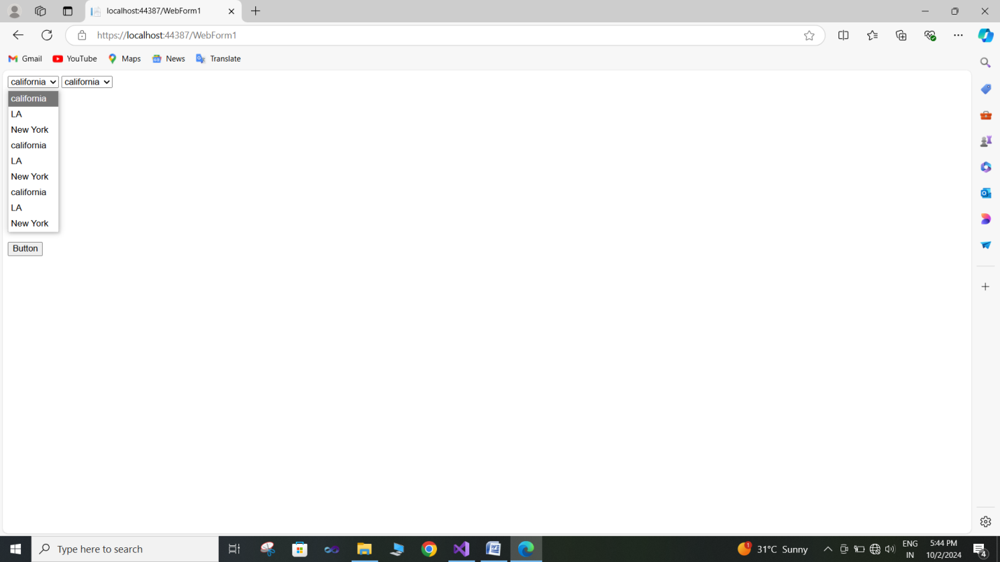 localhost:44387/WebForm1
https://localhost:44387/WebForm1
Gmail YouTube Maps News Translate
california california
california
LA
New York
california
LA
New York
california
LA
New York
Button
Type here to search
1
31°C Sunny
ENG
IN
5:44 PM
10/2/2024
4